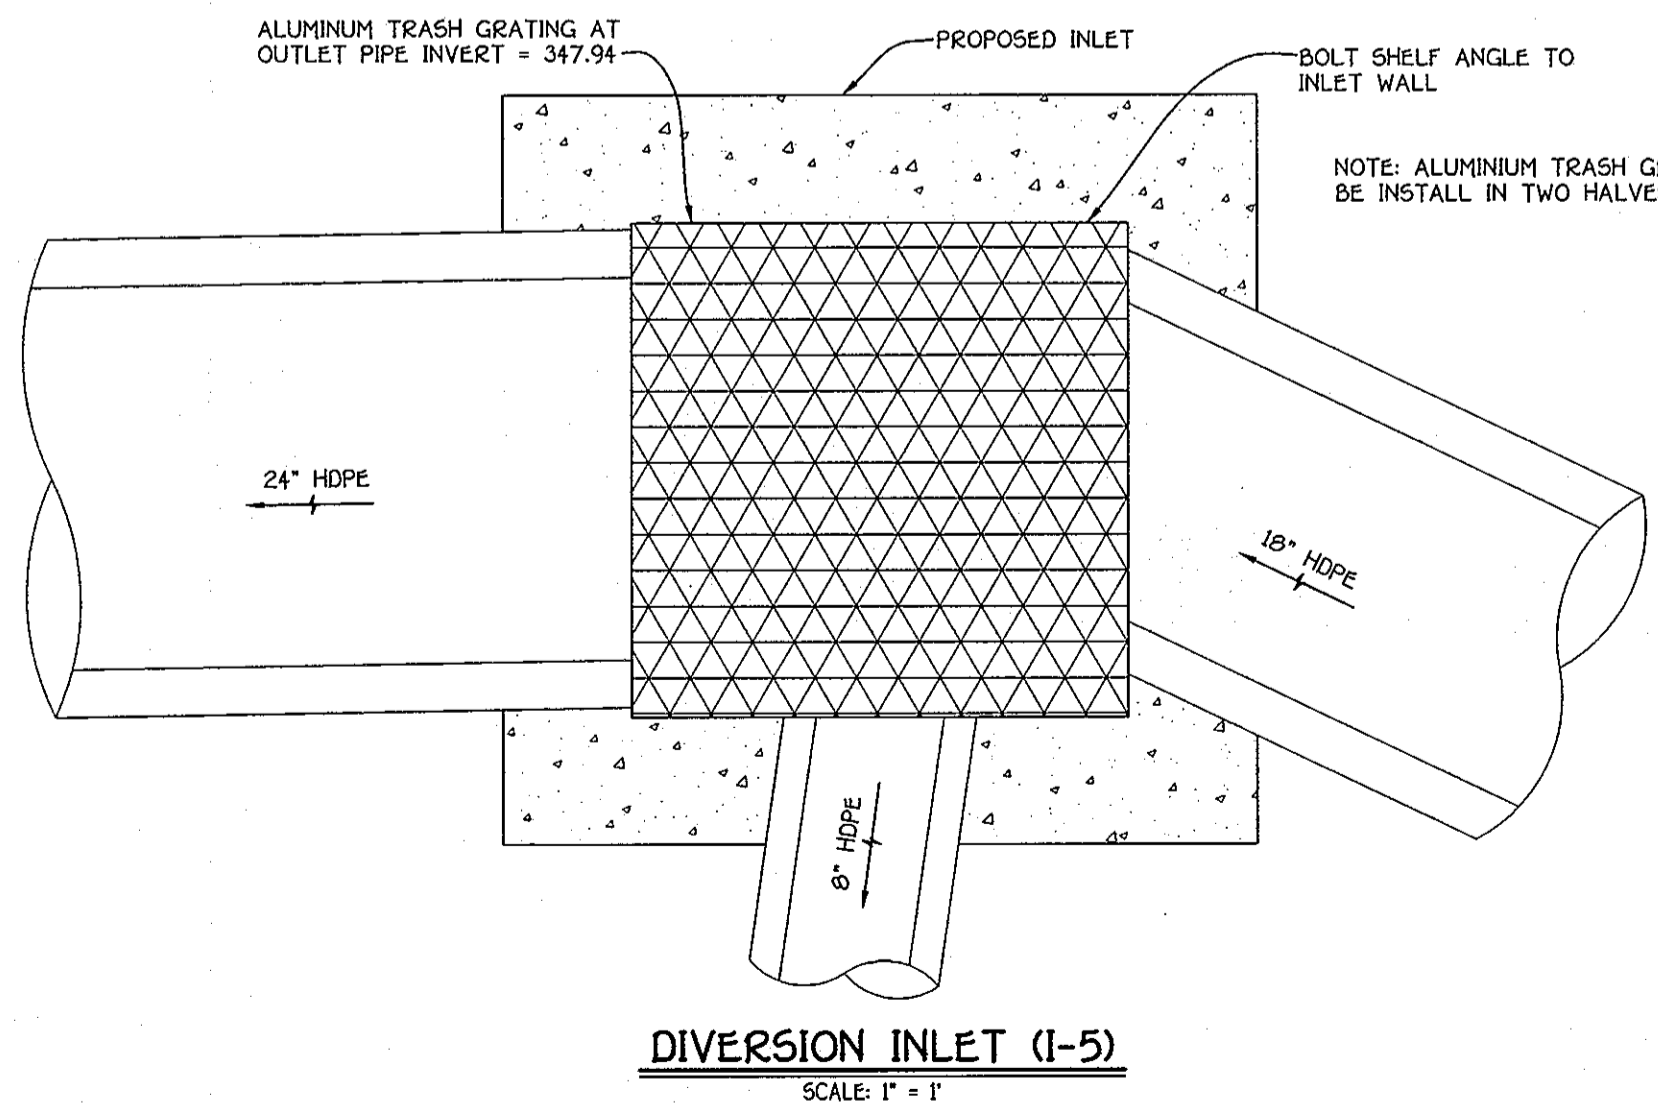 ALUMINUM TRASH GRATING AT
OUTLET PIPE INVERT = 347.94
PROPOSED INLET
BOLT SHELF ANGLE TO
INLET WALL
NOTE: ALUMINIUM TRASH
BE INSTALL IN TWO
24" HDPE
18" HDPE
8" HDPE
DIVERSION INLET (I-5)
SCALE: 1" = 1'